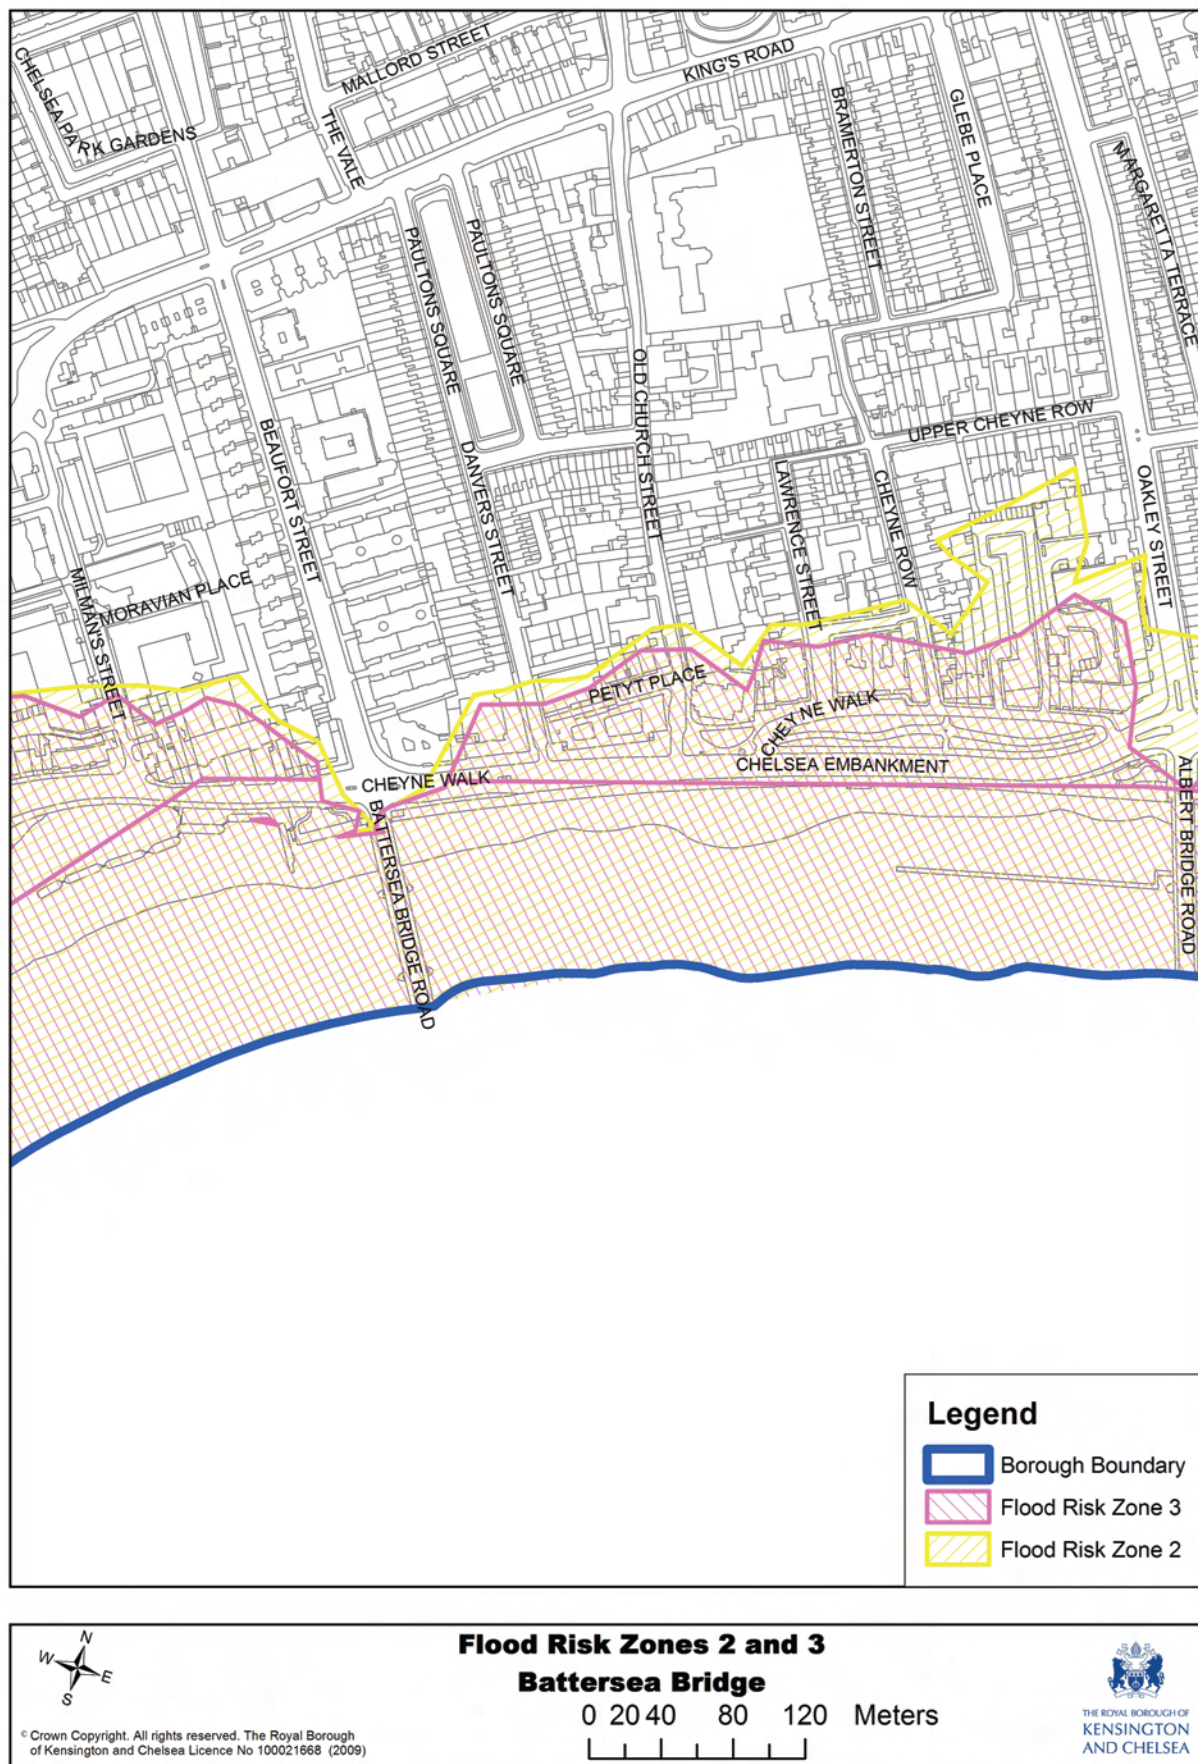 CHELSEA PARK GARDENS
MALLORD STREET
THE VALE
KING'S ROAD
BRAMERTON STREET
GLEBE PLACE
MARGARETTA TERRACE
PAULTONS SQUARE
PAULTONS SQUARE
OLD CHURCH STREET
BEAUFORT STREET
DANVERS STREET
UPPER CHEYNE ROW
LAWRENCE STREET
CHEYNE ROW
OAKLEY STREET
MILMAN'S STREET
MORAVIAN PLACE
PETYT PLACE
CHEYNE WALK
CHELSEA EMBANKMENT
CHEYNE WALK
BATTERSEA BRIDGE ROAD
ALBERT BRIDGE ROAD
Legend
Borough Boundary
Flood Risk Zone 3
Flood Risk Zone 2
N
W
E
S
Flood Risk Zones 2 and 3
Battersea Bridge
0 20 40 80 120 Meters
© Crown Copyright. All rights reserved. The Royal Borough
of Kensington and Chelsea Licence No 100021668 (2009)
THE ROYAL BOROUGH OF
KENSINGTON
AND CHELSEA